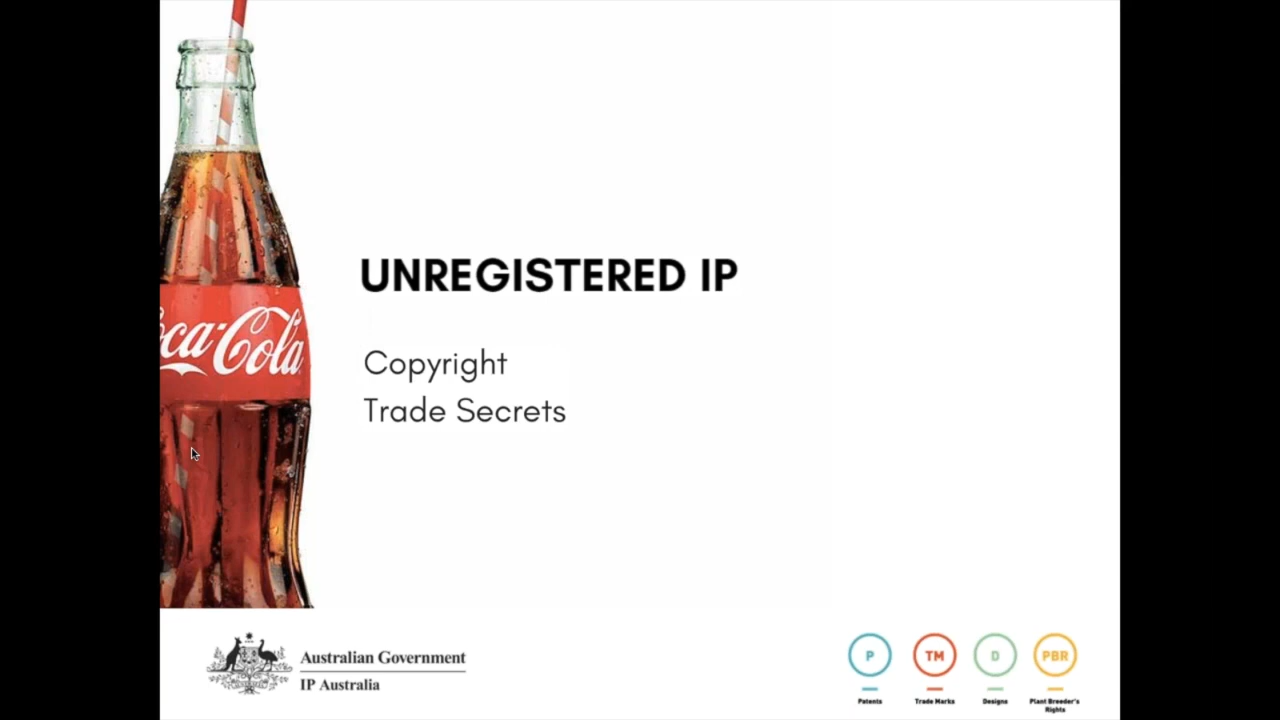 UNREGISTERED IP
Copyright
Trade Secrets
Coca-Cola
Australian Government
IP Australia
P
TM
D
PBR
Patents
Trade Marks
Designs
Plant Breeder's
Rights